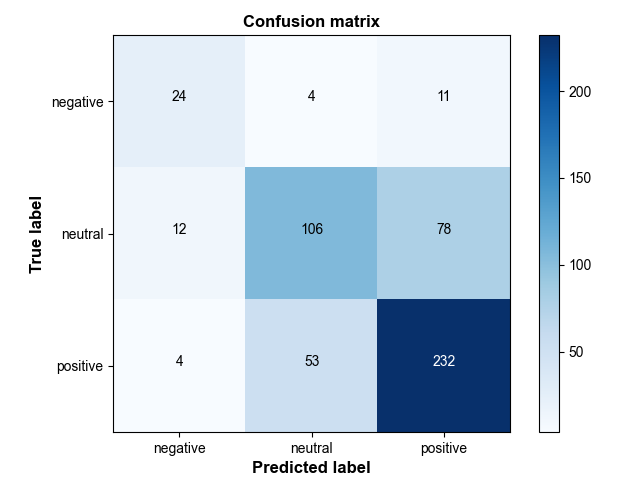 Confusion matrix
negative 24 4 11
neutral 12 106 78
positive 4 53 232
negative neutral positive
Predicted label
True label
200
150
100
50